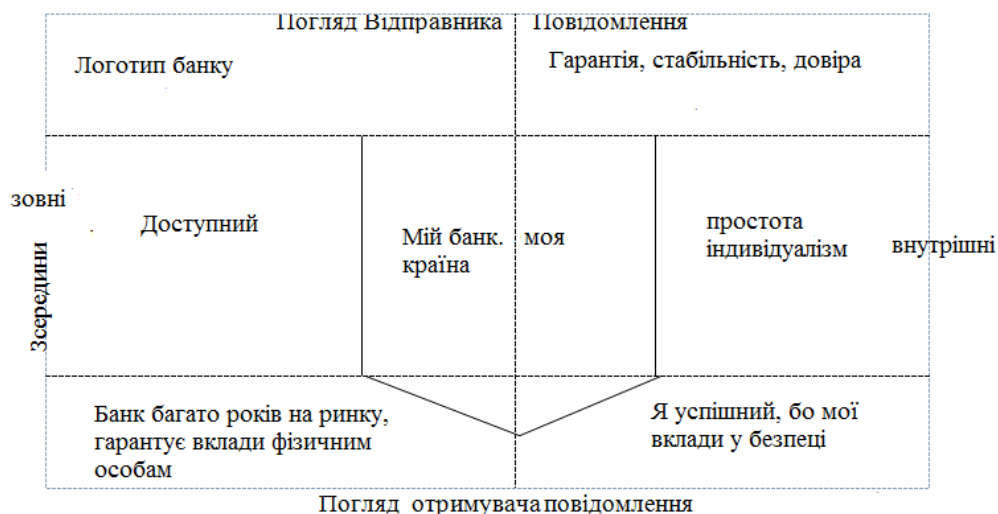 Погляд Відправника Повідомлення
Логотип банку
Гарантія, стабільність, довіра
зовні
Зсередини
Доступний
Мій банк. моя
країна
простота
індивідуалізм
внутрішні
Банк багато років на ринку,
гарантує вклади фізичним
особам
Я успішний, бо мої
вклади у безпеці
Погляд отримувача повідомлення